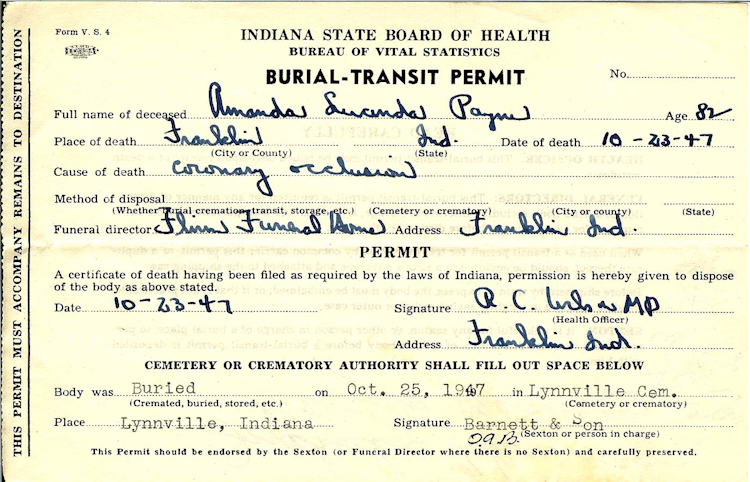 Form V. S. 4
INDIANA STATE BOARD OF HEALTH
BUREAU OF VITAL STATISTICS
BURIAL-TRANSIT PERMIT
No.
Full name of deceased Amanda Lucinda Payne Age 82
Place of death Franklin Ind. Date of death 10-23-47
(City or County) (State)
Cause of death coronary occlusion
Method of disposal
(Whether burial, cremation, transit, storage, etc.) (Cemetery or crematory) (City or county) (State)
Funeral director Flinn Funeral Home Address Franklin Ind.
PERMIT
A certificate of death having been filed as required by the laws of Indiana, permission is hereby given to dispose
of the body as above stated.
Date 10-23-47 Signature R. C. Wilson MD
(Health Officer)
Address Franklin Ind.
CEMETERY OR CREMATORY AUTHORITY SHALL FILL OUT SPACE BELOW
Body was Buried on Oct. 25, 1947 in Lynnville Cem.
(Cremated, buried, stored, etc.) (Cemetery or crematory)
Place Lynnville, Indiana Signature Barnett & Son
(Sexton or person in charge)
This Permit should be endorsed by the Sexton (or Funeral Director where there is no Sexton) and carefully preserved.
THIS PERMIT MUST ACCOMPANY REMAINS TO DESTINATION